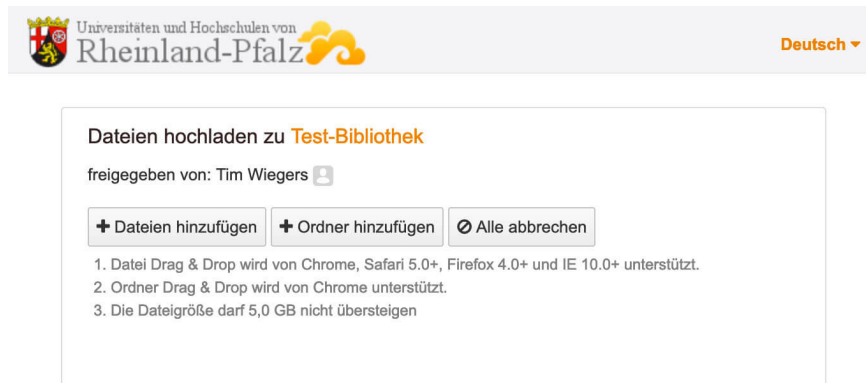 Universitäten und Hochschulen von
Rheinland-Pfalz
Deutsch
Dateien hochladen zu Test-Bibliothek
freigegeben von: Tim Wiegers
Dateien hinzufügen
Ordner hinzufügen
Alle abbrechen
1. Datei Drag & Drop wird von Chrome, Safari 5.0+, Firefox 4.0+ und IE 10.0+ unterstützt.
2. Ordner Drag & Drop wird von Chrome unterstützt.
3. Die Dateigröße darf 5,0 GB nicht übersteigen